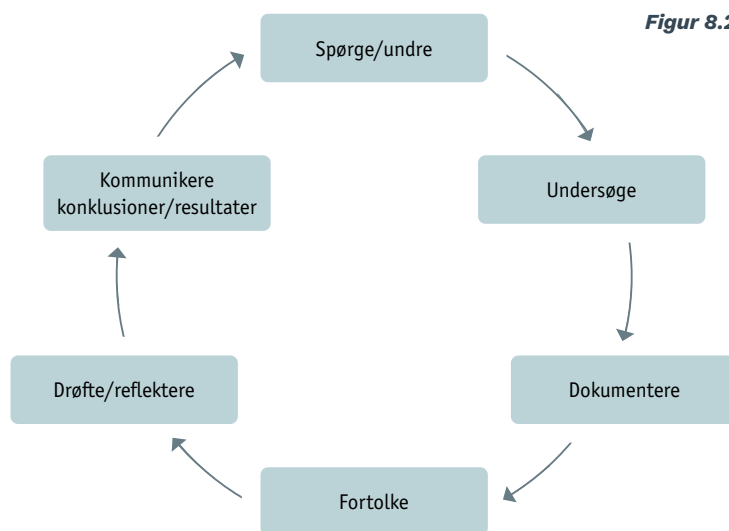 Figur 8.2
Spørge/undre
Undersøge
Dokumentere
Fortolke
Drøfte/reflektere
Kommunikere
konklusioner/resultater